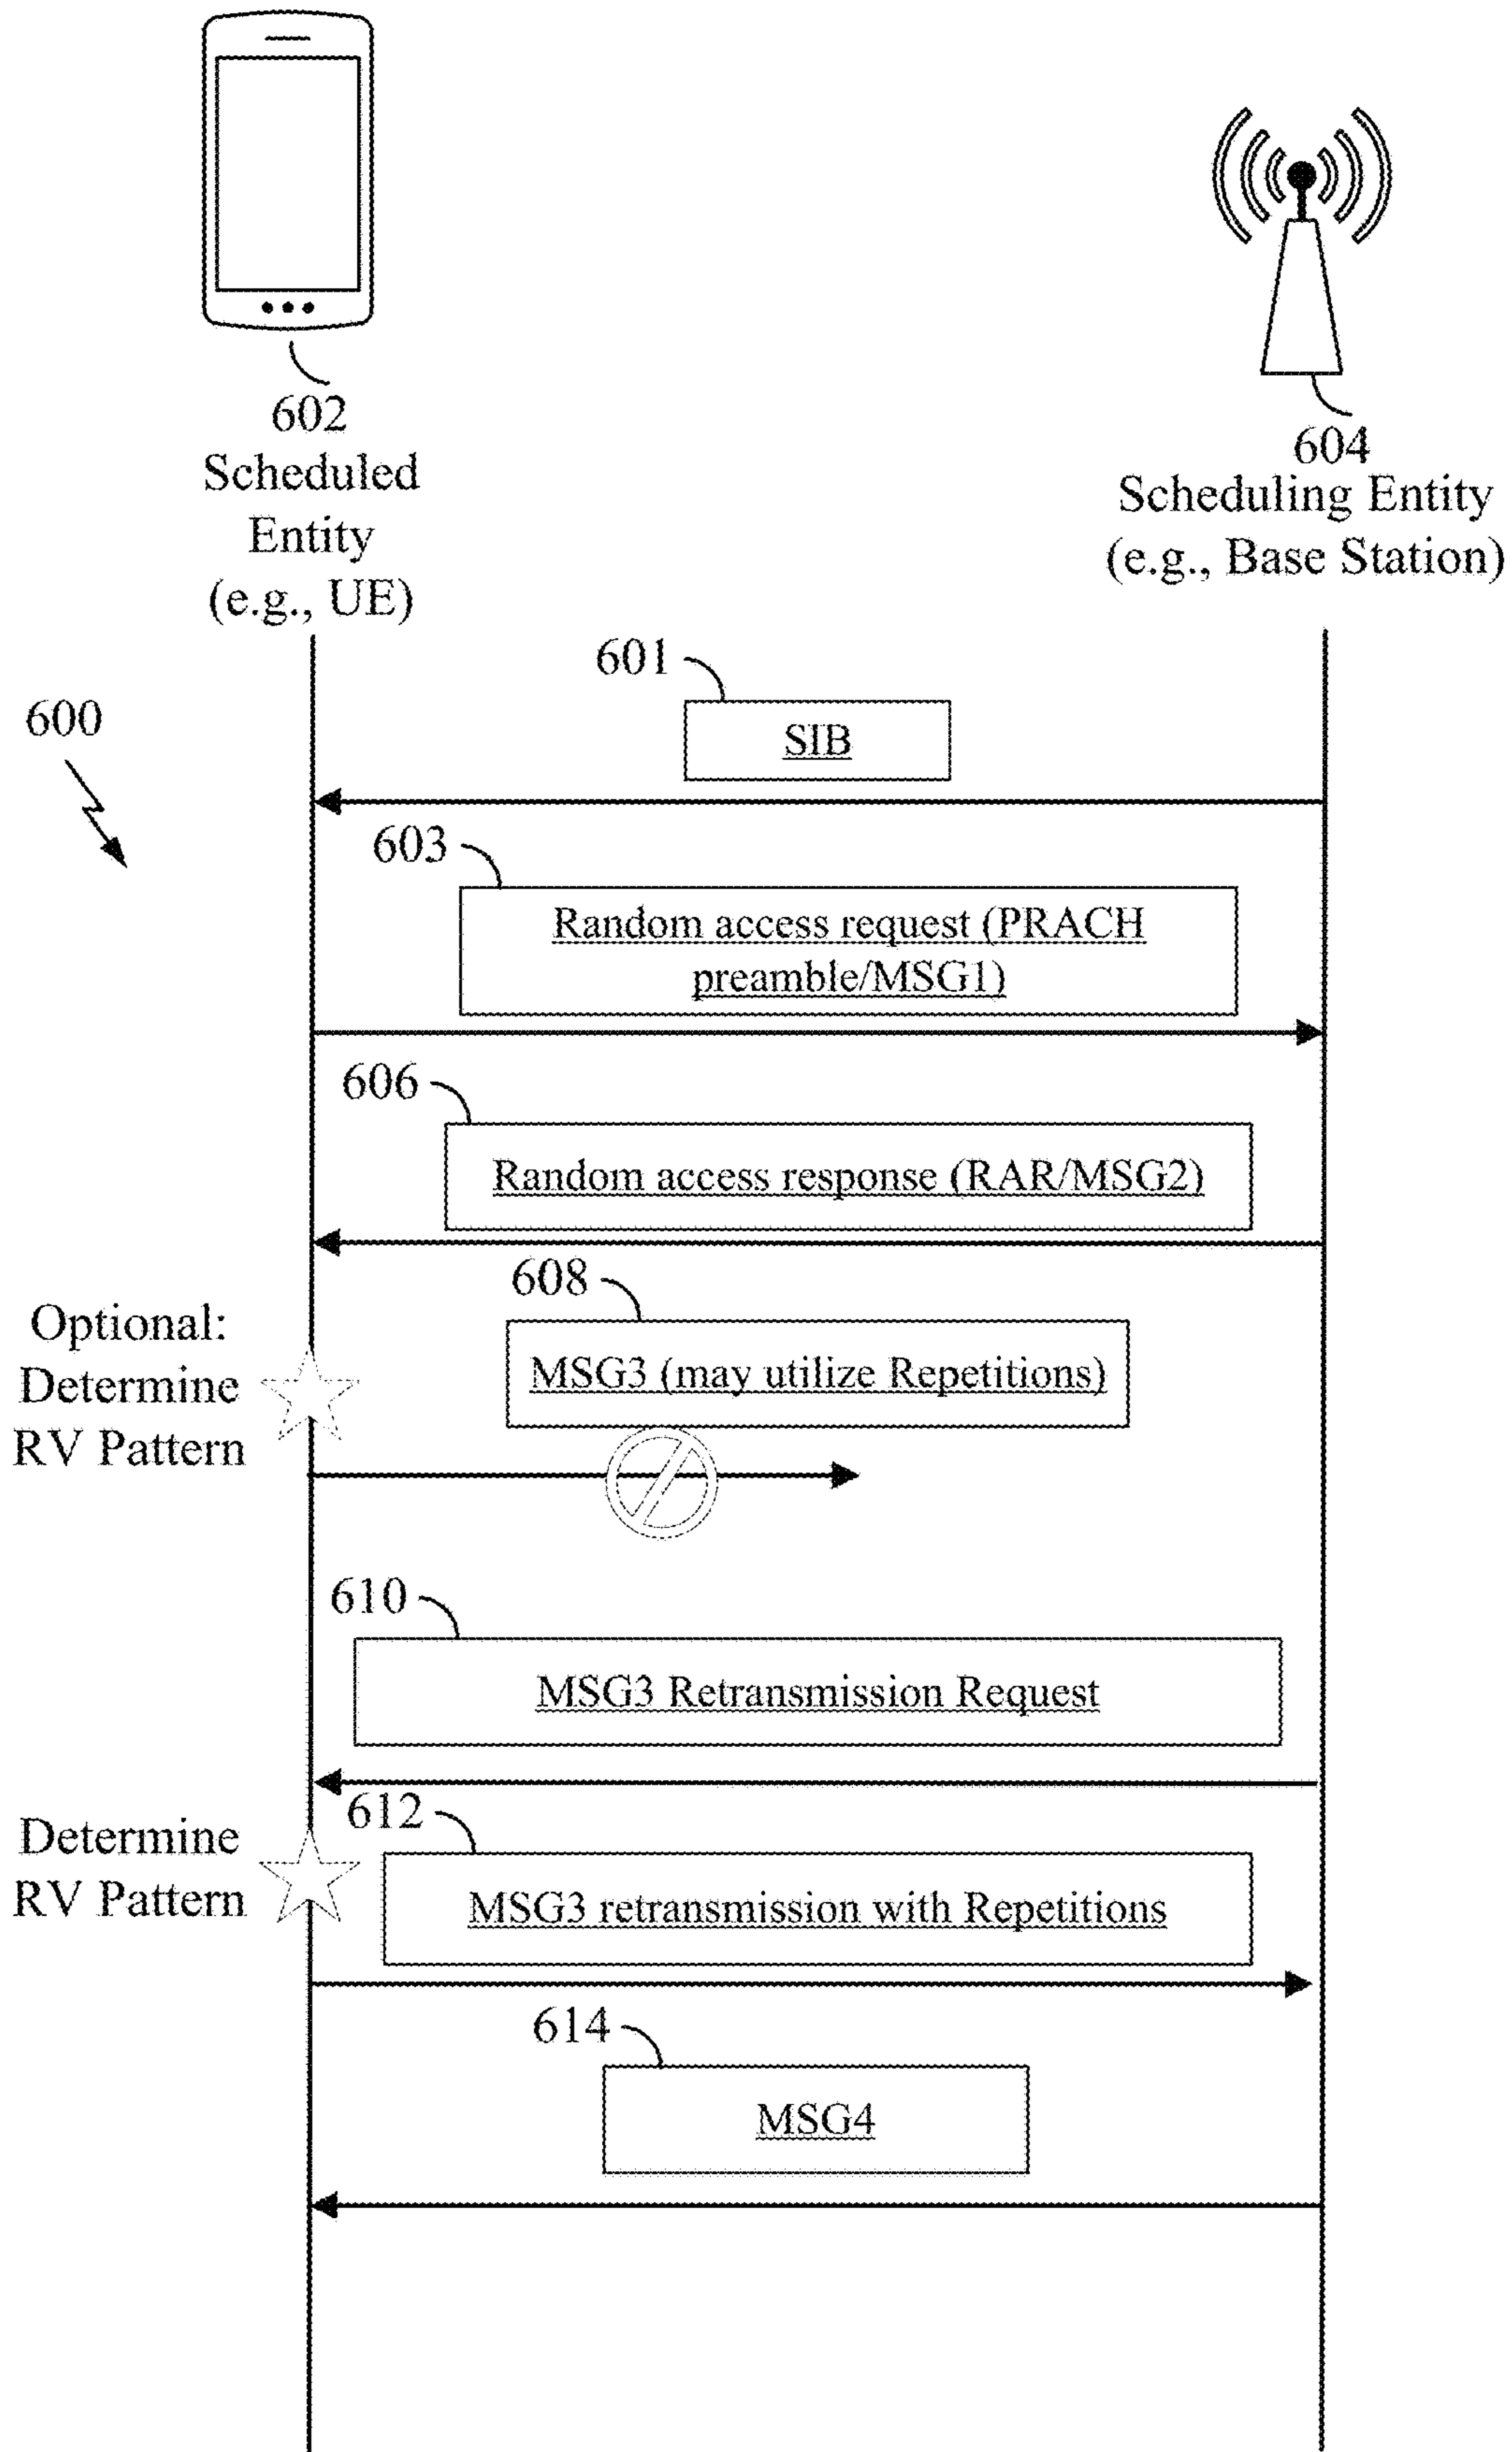 602
Scheduled
Entity
(e.g., UE)
604
Scheduling Entity
(e.g., Base Station)
600
601
SIB
603
Random access request (PRACH
preamble/MSG1)
606
Random access response (RAR/MSG2)
608
Optional:
Determine
RV Pattern
MSG3 (may utilize Repetitions)
610
MSG3 Retransmission Request
612
Determine
RV Pattern
MSG3 retransmission with Repetitions
614
MSG4